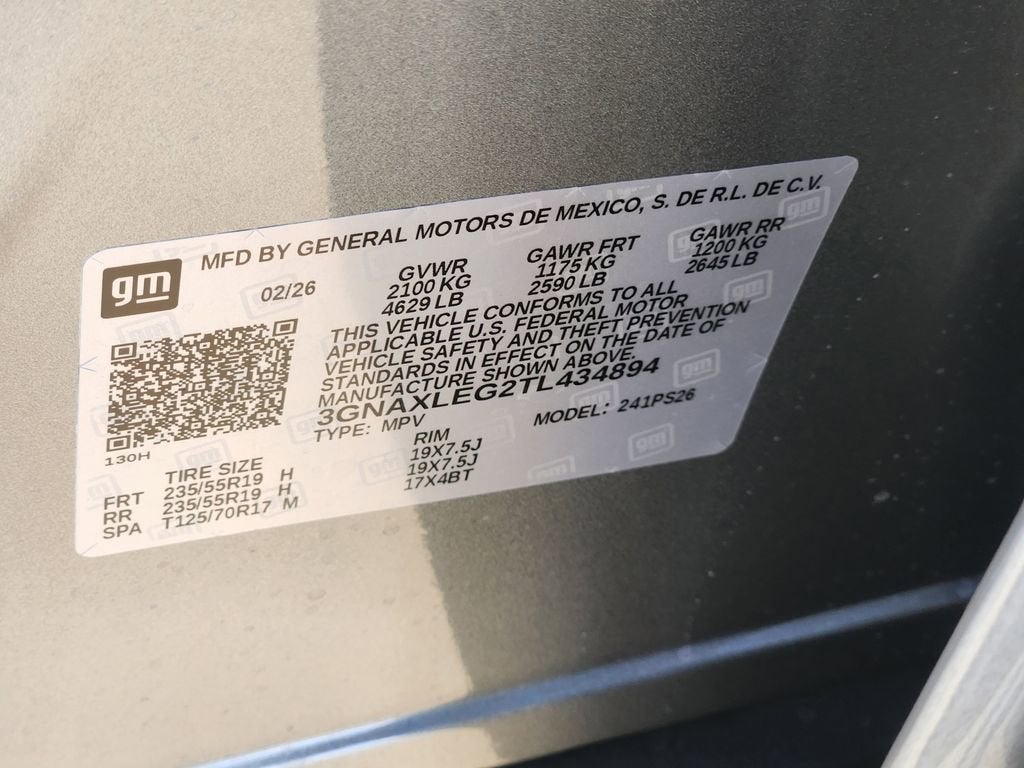 MFD BY GENERAL MOTORS DE MEXICO, S. DE R.L. DE C.V.
gm
02/26
GVWR
2100 KG
4629 LB
GAWR FRT
1175 KG
2590 LB
GAWR RR
1200 KG
2645 LB
THIS VEHICLE CONFORMS TO ALL
APPLICABLE U.S. FEDERAL MOTOR
VEHICLE SAFETY AND THEFT PREVENTION
STANDARDS IN EFFECT ON THE DATE OF
MANUFACTURE SHOWN ABOVE.
3GNAXLEG2TL434894
TYPE: MPV MODEL: 241PS26
130H
TIRE SIZE RIM
FRT 235/55R19 H 19X7.5J
RR 235/55R19 H 19X7.5J
SPA T125/70R17 M 17X4BT